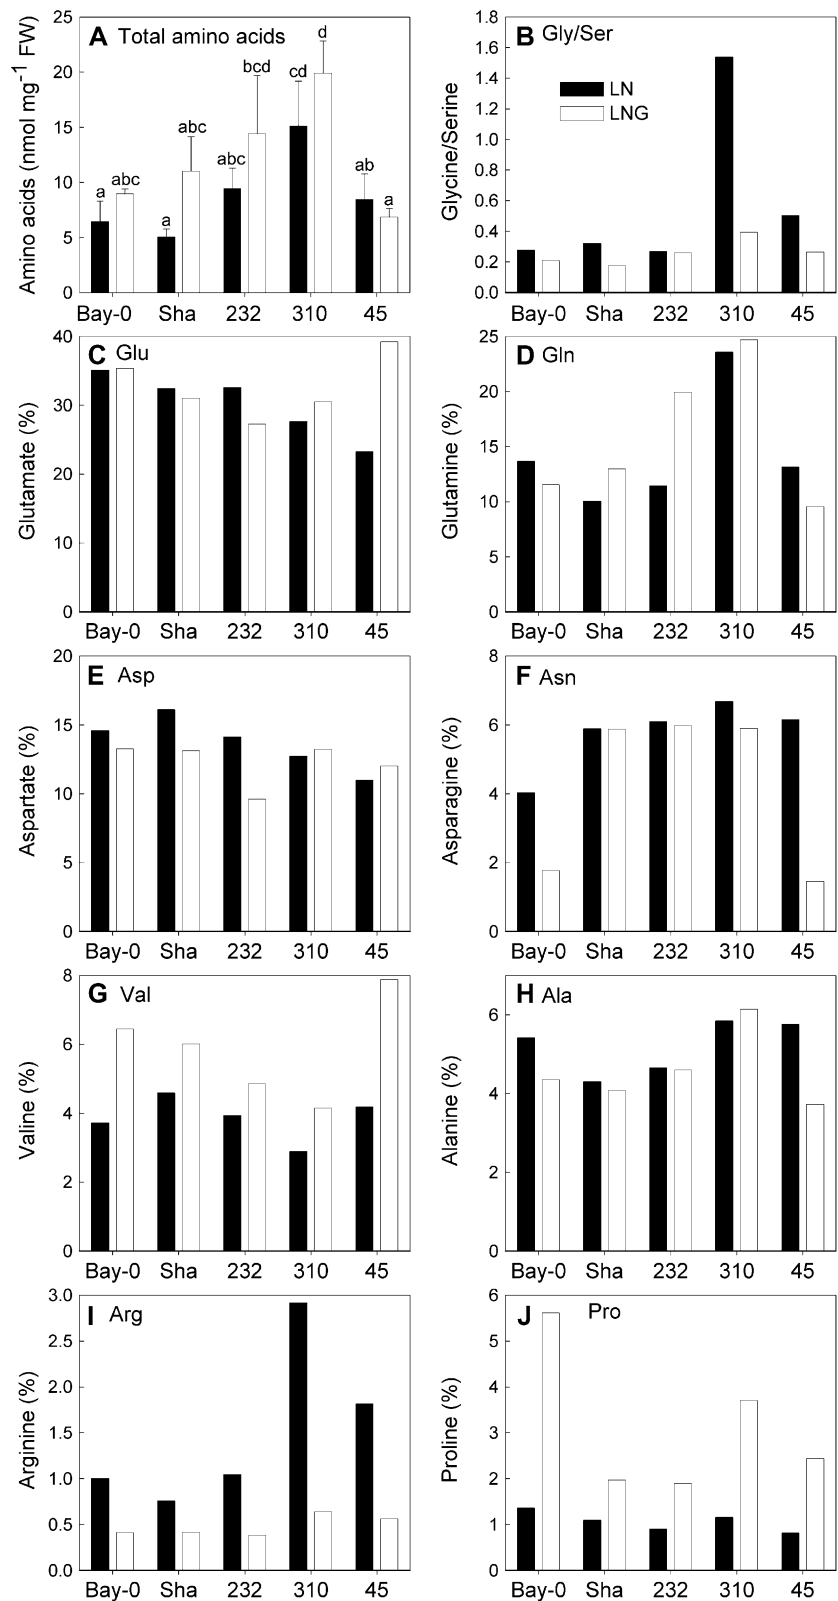 A Total amino acids
Amino acids (nmol mg⁻¹ FW)
25
20
15
10
5
0
a abc a abc abc bcd cd d ab a
Bay-0 Sha 232 310 45
B Gly/Ser
LN
LNG
Glycine/Serine
1.8
1.6
1.4
1.2
1.0
0.8
0.6
0.4
0.2
0.0
Bay-0 Sha 232 310 45
C Glu
Glutamate (%)
40
30
20
10
0
Bay-0 Sha 232 310 45
D Gln
Glutamine (%)
25
20
15
10
5
0
Bay-0 Sha 232 310 45
E Asp
Aspartate (%)
20
15
10
5
0
Bay-0 Sha 232 310 45
F Asn
Asparagine (%)
8
6
4
2
0
Bay-0 Sha 232 310 45
G Val
Valine (%)
8
6
4
2
0
Bay-0 Sha 232 310 45
H Ala
Alanine (%)
6
4
2
0
Bay-0 Sha 232 310 45
I Arg
Arginine (%)
3.0
2.5
2.0
1.5
1.0
0.5
0.0
Bay-0 Sha 232 310 45
J Pro
Proline (%)
6
5
4
3
2
1
0
Bay-0 Sha 232 310 45